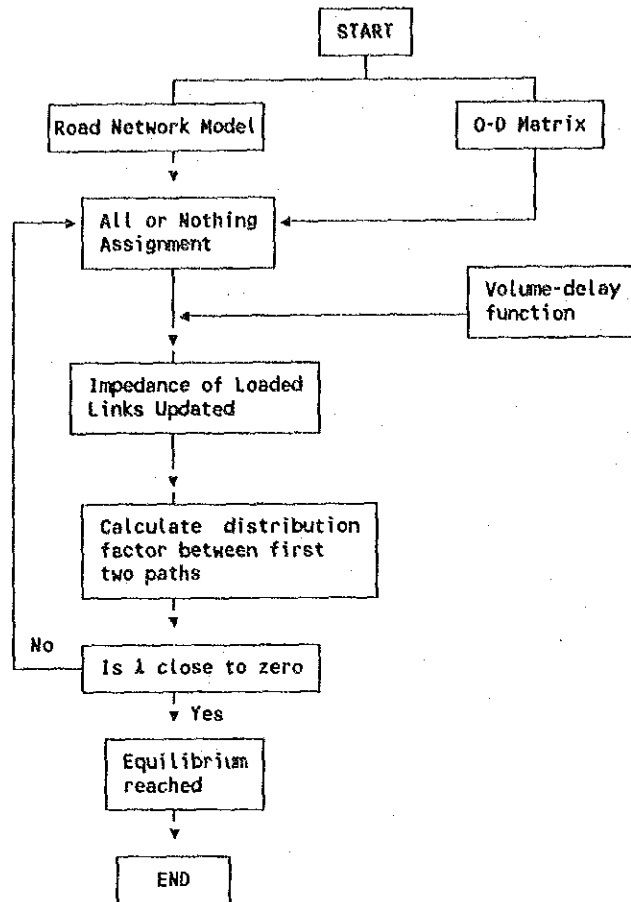 START
Road Network Model
O-D Matrix
All or Nothing
Assignment
Volume-delay
function
Impedance of Loaded
Links Updated
Calculate distribution
factor between first
two paths
No
Is λ close to zero
Yes
Equilibrium
reached
END